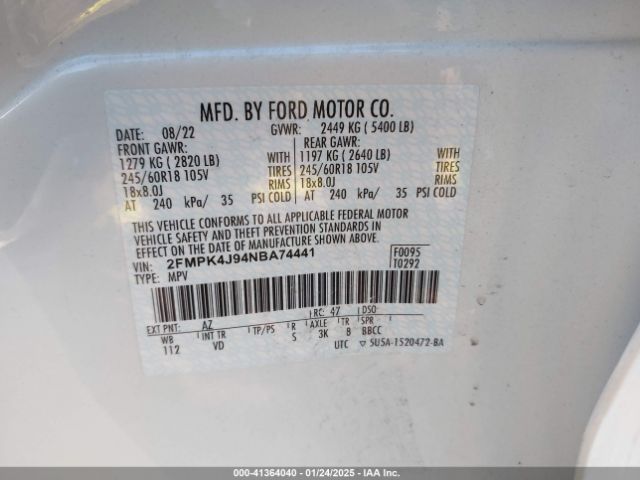 MFD. BY FORD MOTOR CO.
DATE: 08/22 GVWR: 2449 KG ( 5400 LB)
FRONT GAWR: REAR GAWR:
1279 KG ( 2820 LB) WITH 1197 KG ( 2640 LB) WITH
245/60R18 105V TIRES 245/60R18 105V TIRES
18x8.0J RIMS 18x8.0J RIMS
AT 240 kPa/ 35 PSI COLD AT 240 kPa/ 35 PSI COLD
THIS VEHICLE CONFORMS TO ALL APPLICABLE FEDERAL MOTOR
VEHICLE SAFETY AND THEFT PREVENTION STANDARDS IN
EFFECT ON THE DATE OF MANUFACTURE SHOWN ABOVE.
VIN: 2FMPK4J94NBA74441 F0095
TYPE: MPV T0292
RC: 47 DSO:
EXT PNT: AZ
WB INT TR TP/PS R AXLE TR SPR
112 VD S 3K 8 BBCC
UTC ▽ 5U5A-1520472-BA
OWNER: 41364040 - 01/24/2025 - IAA Inc.